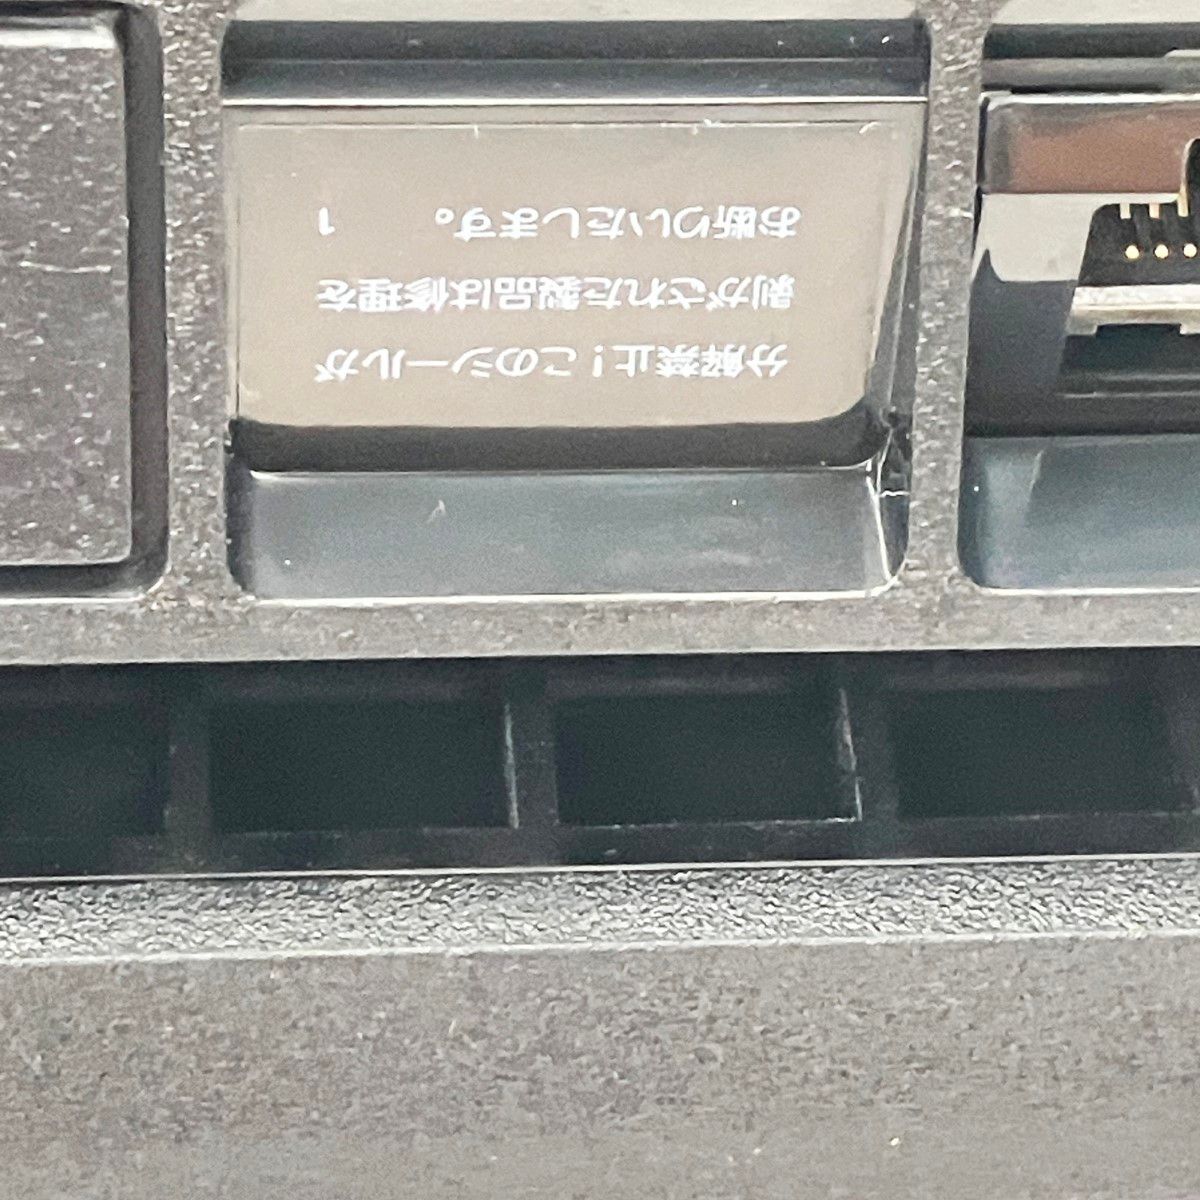 分解禁止！このシールが
剥がされた製品は修理を
お断りいたします。 1